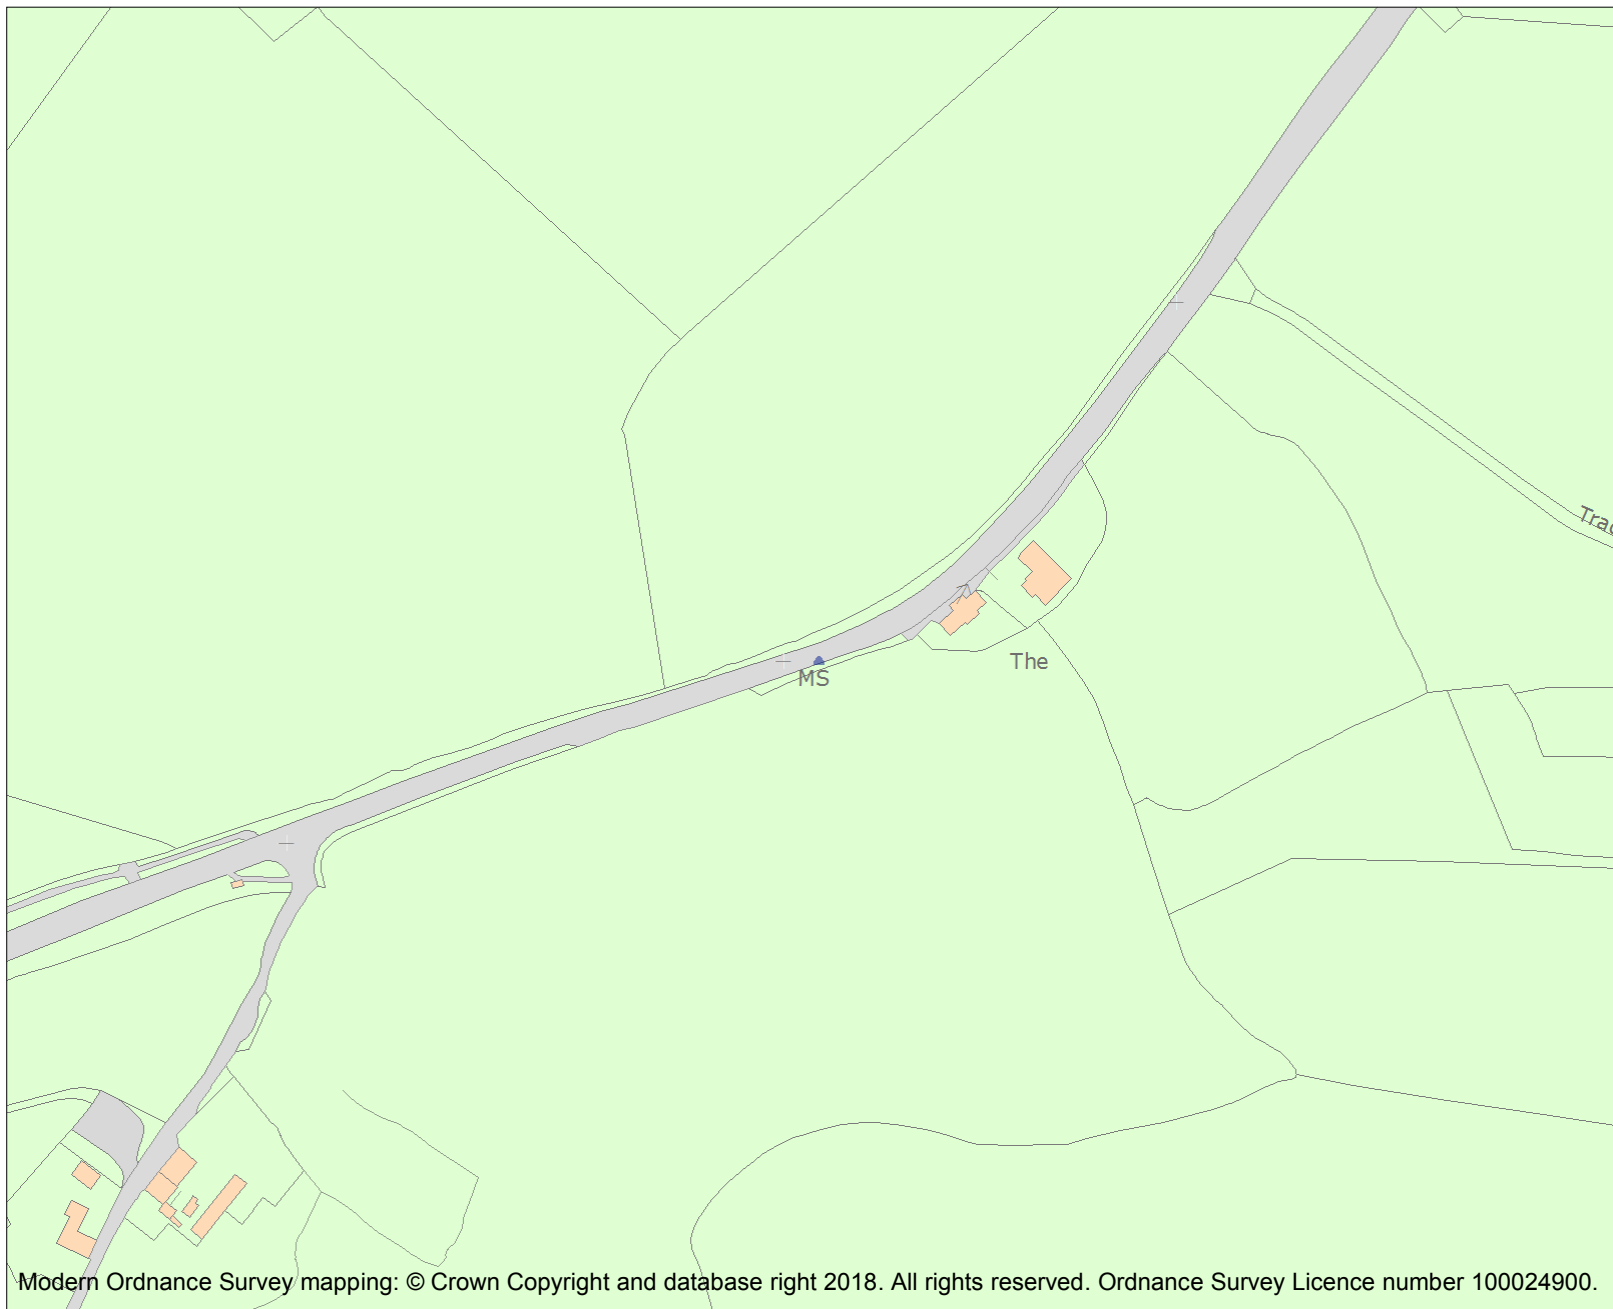 Trac
The
MS
Modern Ordnance Survey mapping: © Crown Copyright and database right 2018. All rights reserved. Ordnance Survey Licence number 100024900.